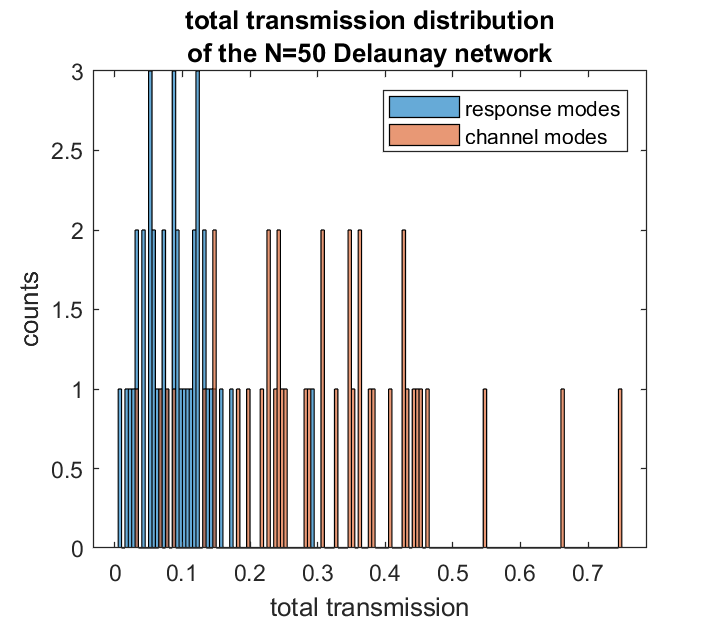 total transmission distribution
of the N=50 Delaunay network
response modes
channel modes
counts
3
2.5
2
1.5
1
0.5
0
0 0.1 0.2 0.3 0.4 0.5 0.6 0.7
total transmission